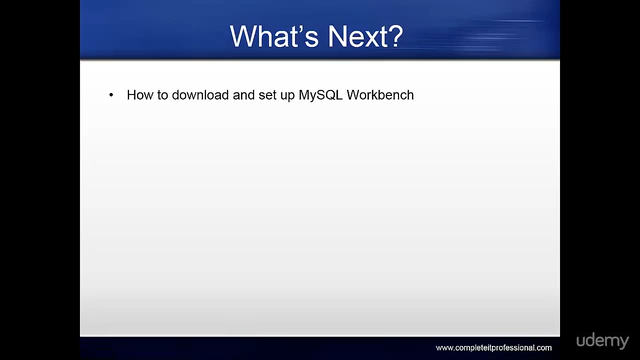 What's Next?
• How to download and set up MySQL Workbench
www.completeitprofessional.com
udemy